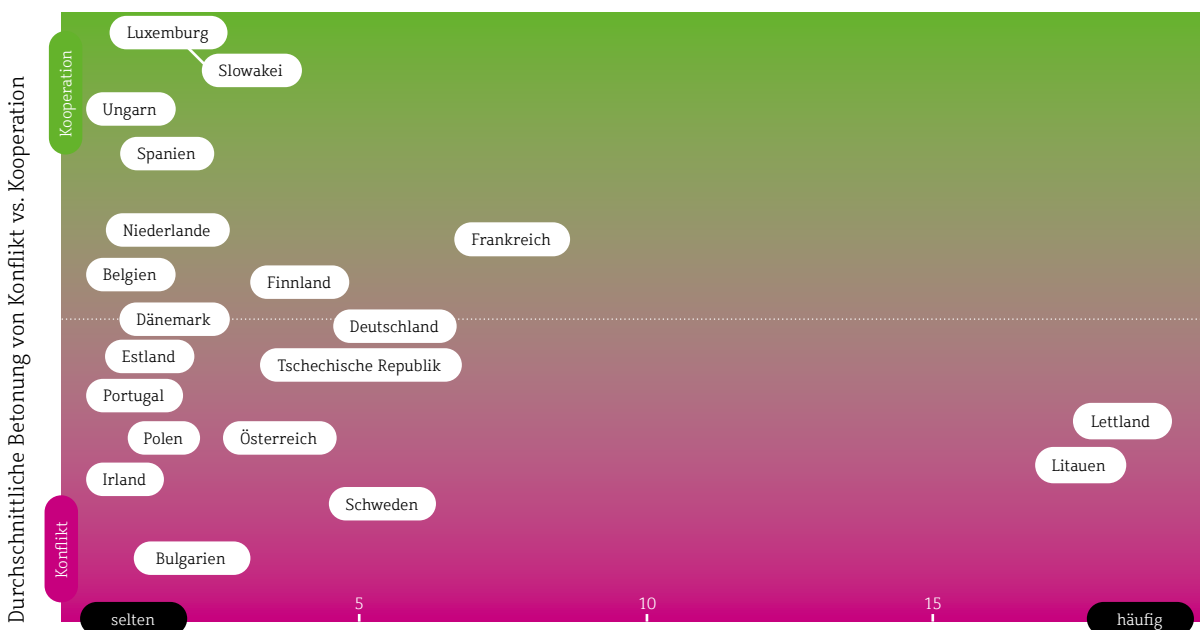 Durchschnittliche Betonung von Konflikt vs. Kooperation
Kooperation
Konflikt
Luxemburg
Slowakei
Ungarn
Spanien
Niederlande
Frankreich
Belgien
Finnland
Dänemark
Deutschland
Estland
Tschechische Republik
Portugal
Lettland
Polen
Österreich
Litauen
Irland
Schweden
Bulgarien
5
10
15
selten
häufig